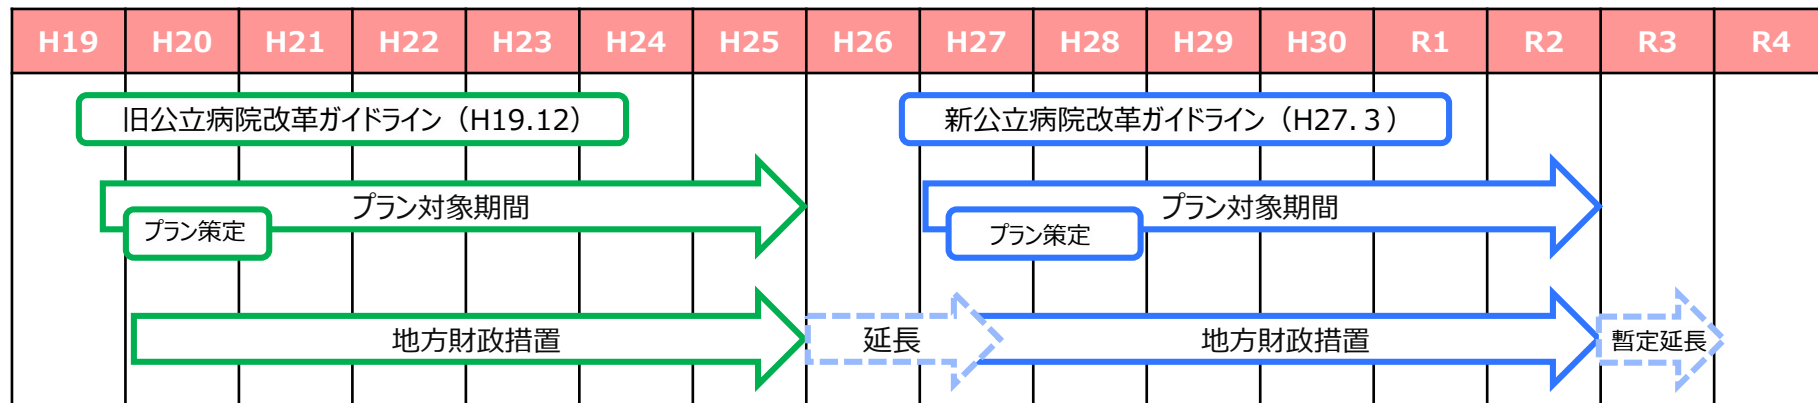 H19 H20 H21 H22 H23 H24 H25 H26 H27 H28 H29 H30 R1 R2 R3 R4
旧公立病院改革ガイドライン（H19.12） 新公立病院改革ガイドライン（H27.３）
プラン対象期間 プラン対象期間
プラン策定 プラン策定
地方財政措置 延長 地方財政措置 暫定延長